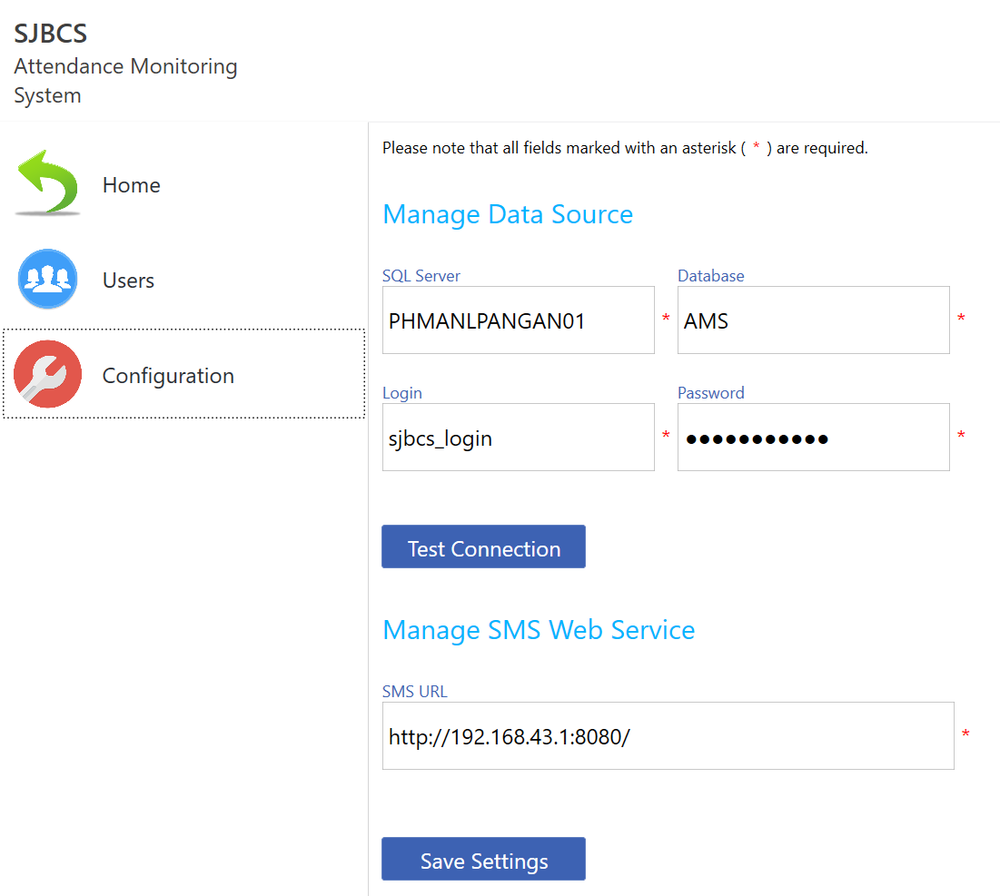 SJBCS
Attendance Monitoring
System
Home
Users
Configuration
Please note that all fields marked with an asterisk ( * ) are required.
Manage Data Source
SQL Server
Database
PHMANLPANGAN01 *
AMS *
Login
Password
sjbcs_login *
●●●●●●●●●●● *
Test Connection
Manage SMS Web Service
SMS URL
http://192.168.43.1:8080/ *
Save Settings